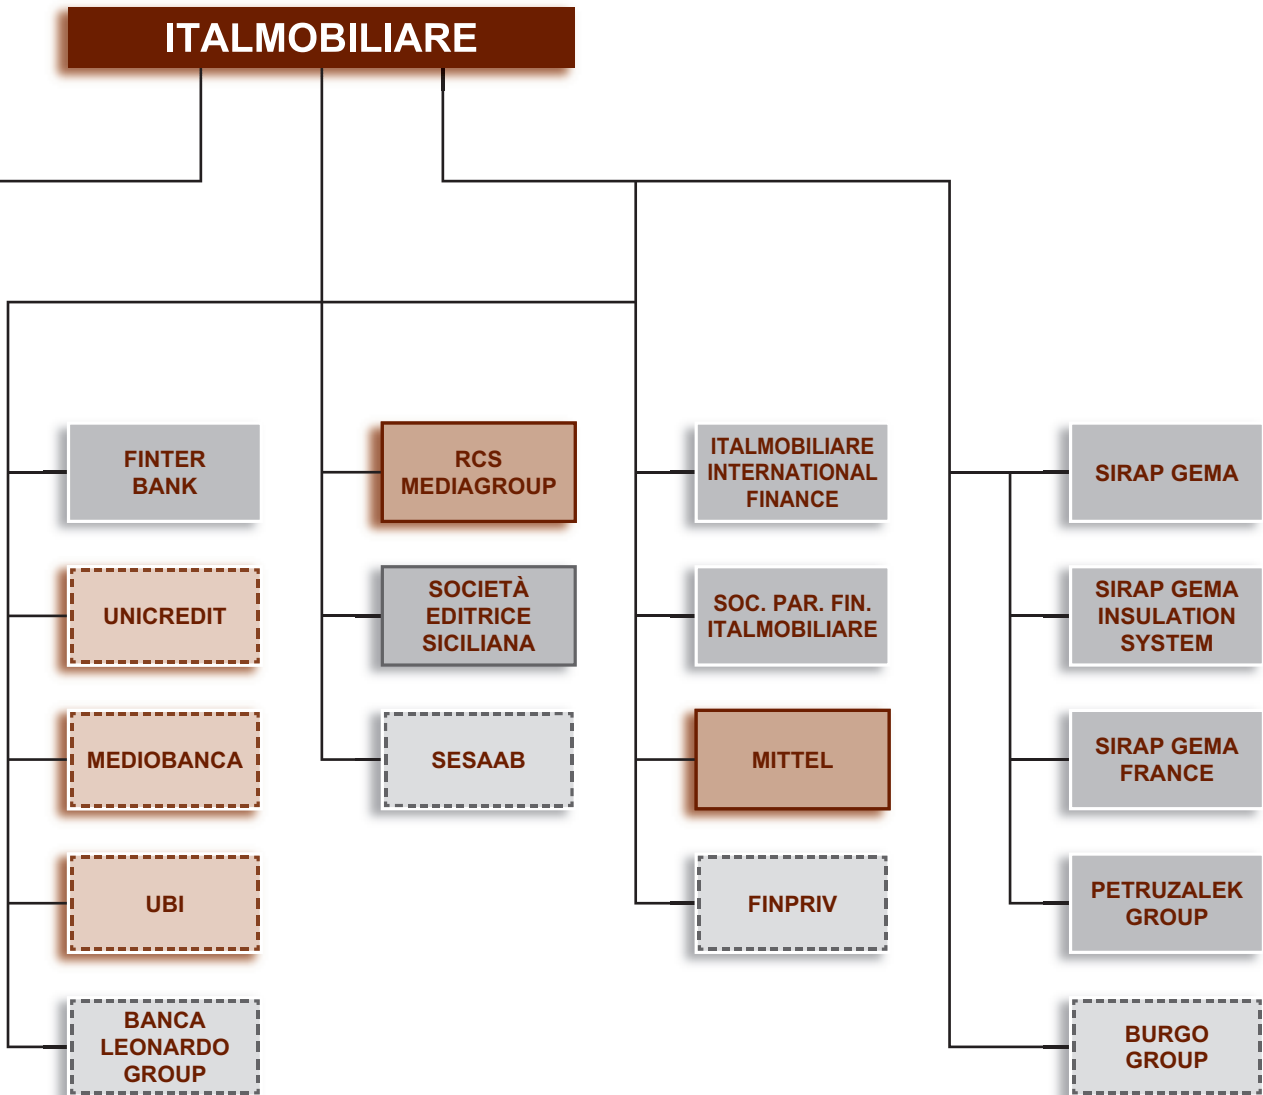 ITALMOBILIARE
FINTER
BANK
UNICREDIT
MEDIOBANCA
UBI
BANCA
LEONARDO
GROUP
RCS
MEDIAGROUP
SOCIETÀ
EDITRICE
SICILIANA
SESAAB
ITALMOBILIARE
INTERNATIONAL
FINANCE
SOC. PAR. FIN.
ITALMOBILIARE
MITTEL
FINPRIV
SIRAP GEMA
SIRAP GEMA
INSULATION
SYSTEM
SIRAP GEMA
FRANCE
PETRUZALEK
GROUP
BURGO
GROUP